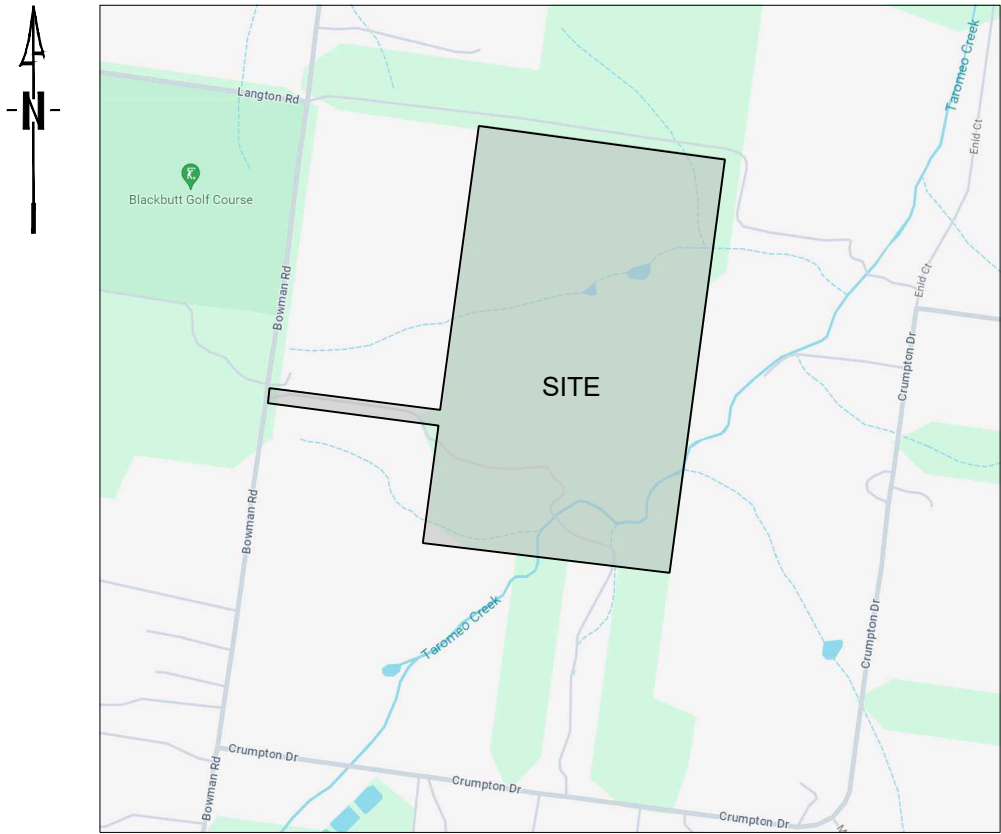 N
Langton Rd
Blackbutt Golf Course
Taromeo Creek
Enid Ct
Bowman Rd
Enid Ct
Crumpton Dr
SITE
Bowman Rd
Taromeo Creek
Crumpton Dr
Bowman Rd
Crumpton Dr
Crumpton Dr
Crumpton Dr